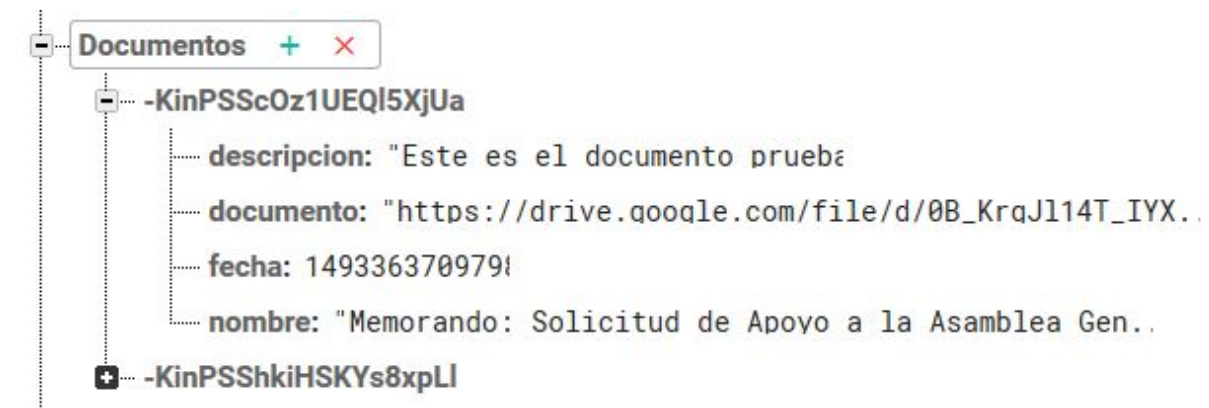 Documentos + ×
-KinPSScOz1UEQl5XjUa
descripcion: "Este es el documento prueba
documento: "https://drive.google.com/file/d/0B_KrqJl14T_IYX..
fecha: 1493363709798
nombre: "Memorando: Solicitud de Apoyo a la Asamblea Gen..
-KinPSShkiHSKYs8xpLl